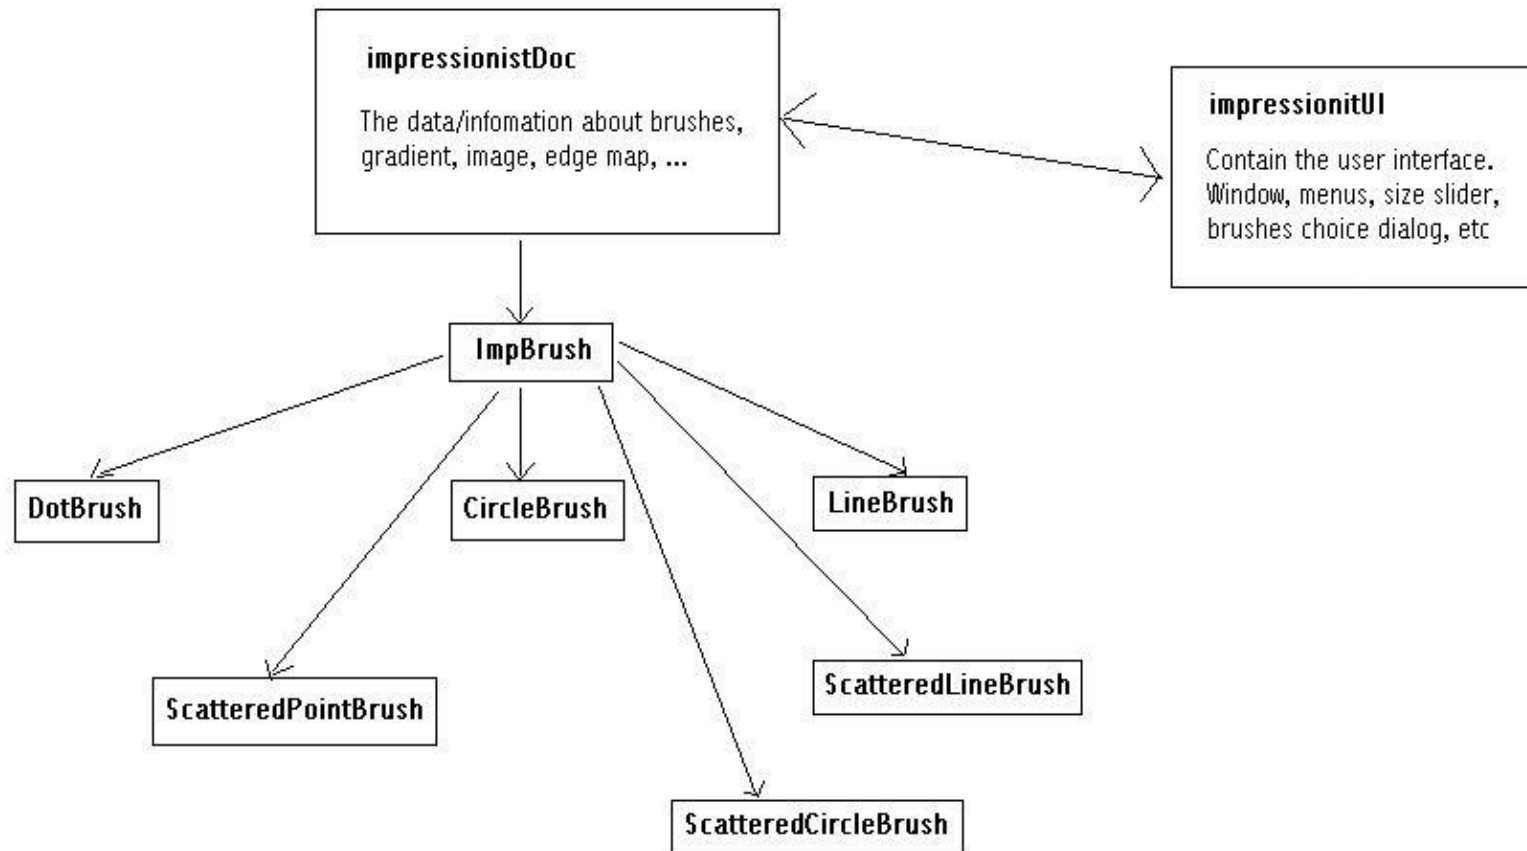 impressionistDoc
The data/infomation about brushes,
gradient, image, edge map, ...
impressionitUI
Contain the user interface.
Window, menus, size slider,
brushes choice dialog, etc
ImpBrush
DotBrush
CircleBrush
LineBrush
ScatteredPointBrush
ScatteredLineBrush
ScatteredCircleBrush